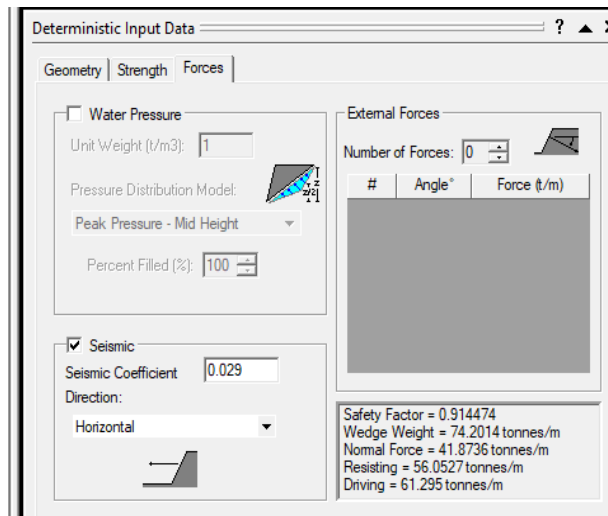 Deterministic Input Data ? 
Geometry Strength Forces
Water Pressure
Unit Weight (t/m3): 1
Pressure Distribution Model:
z/2 z
Peak Pressure - Mid Height
Percent Filled (%): 100
Seismic
Seismic Coefficient 0.029
Direction:
Horizontal
External Forces
Number of Forces: 0
# Angle° Force (t/m)
Safety Factor = 0.914474
Wedge Weight = 74.2014 tonnes/m
Normal Force = 41.8736 tonnes/m
Resisting = 56.0527 tonnes/m
Driving = 61.295 tonnes/m